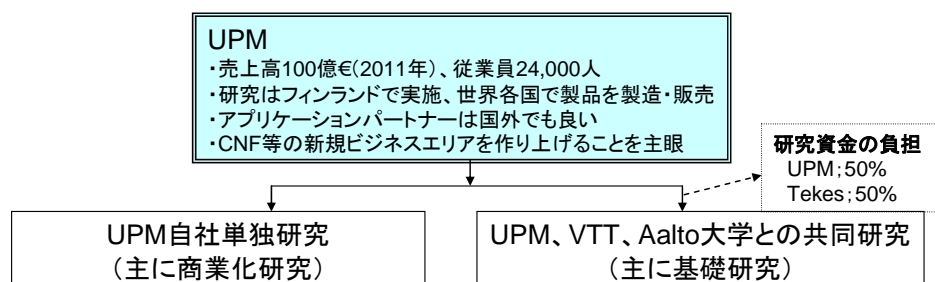 UPM
・売上高100億€(2011年)、従業員24,000人
・研究はフィンランドで実施、世界各国で製品を製造・販売
・アプリケーションパートナーは国外でも良い
・CNF等の新規ビジネスエリアを作り上げることを主眼
研究資金の負担
UPM；50%
Tekes；50%
UPM自社単独研究
（主に商業化研究）
UPM、VTT、Aalto大学との共同研究
（主に基礎研究）